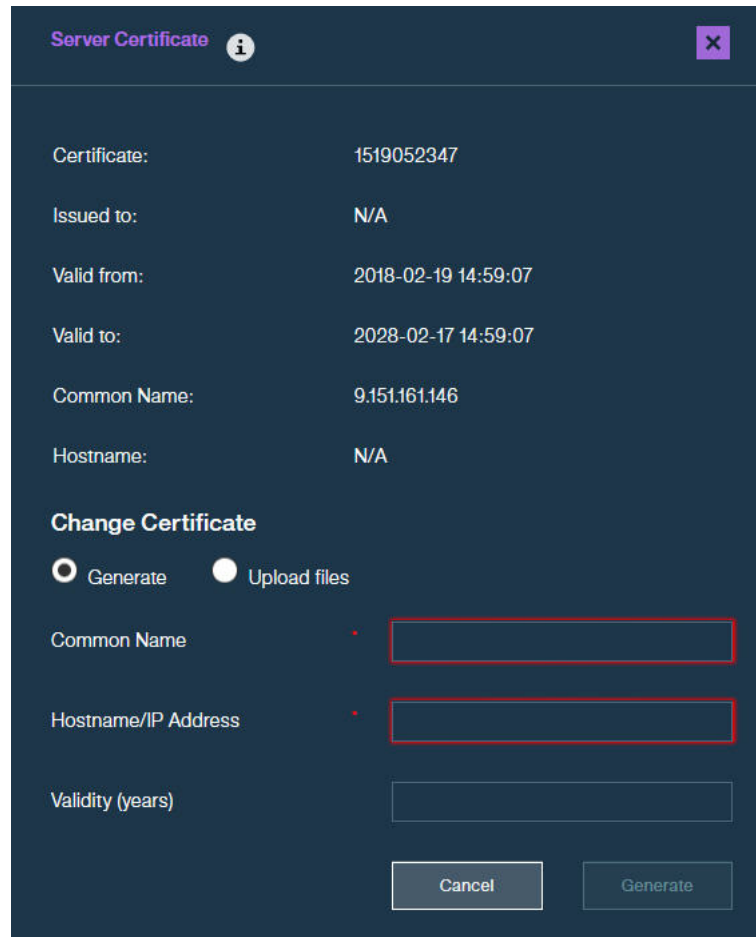 Server Certificate i
Certificate: 1519052347
Issued to: N/A
Valid from: 2018-02-19 14:59:07
Valid to: 2028-02-17 14:59:07
Common Name: 9.151.161.146
Hostname: N/A
Change Certificate
Generate Upload files
Common Name *
Hostname/IP Address *
Validity (years)
Cancel Generate